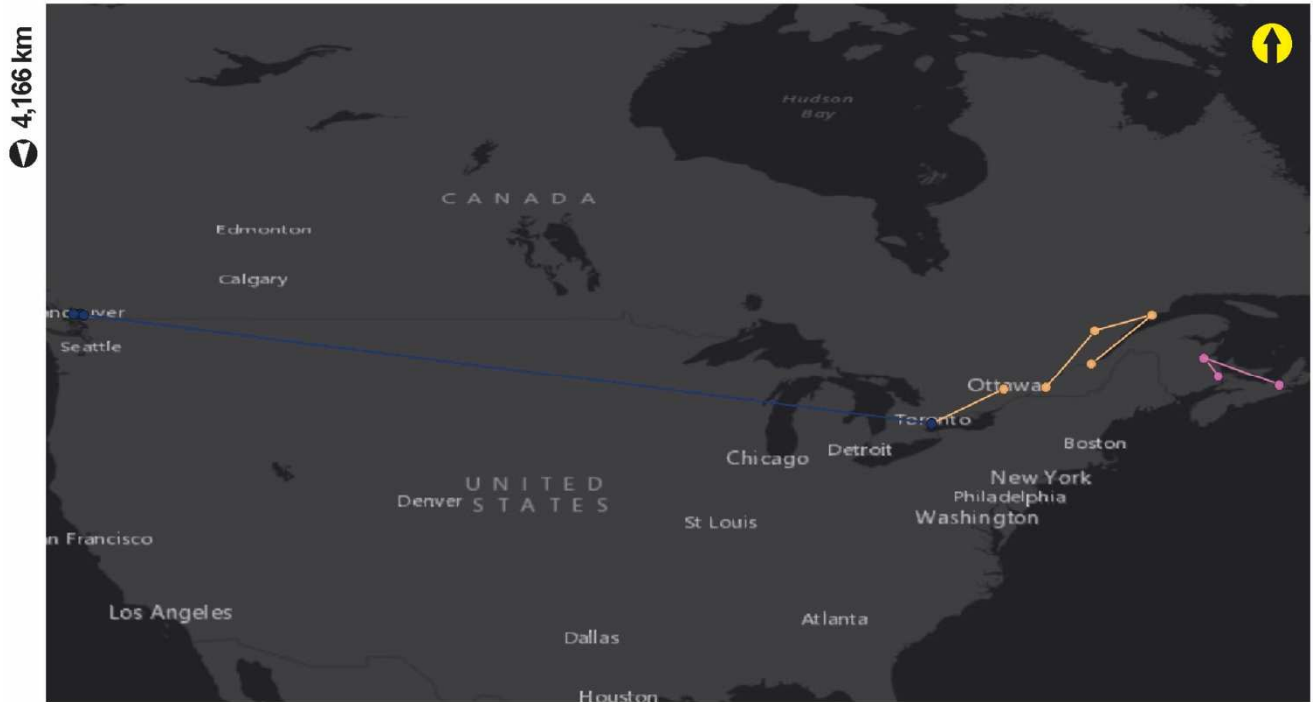 4,166 km
Hudson
Bay
CANADA
Edmonton
Calgary
Seattle
Ottawa
Toronto
Boston
Detroit
Chicago
New York
UNITED
STATES
Denver
Philadelphia
Washington
St Louis
n Francisco
Los Angeles
Atlanta
Dallas
Houston